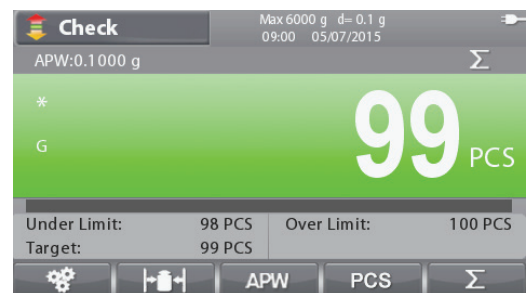 Check
Max 6000 g d= 0.1 g
09:00 05/07/2015
APW:0.1000 g
Σ
*
G
99 PCS
Under Limit: 98 PCS Over Limit: 100 PCS
Target: 99 PCS
APW PCS Σ